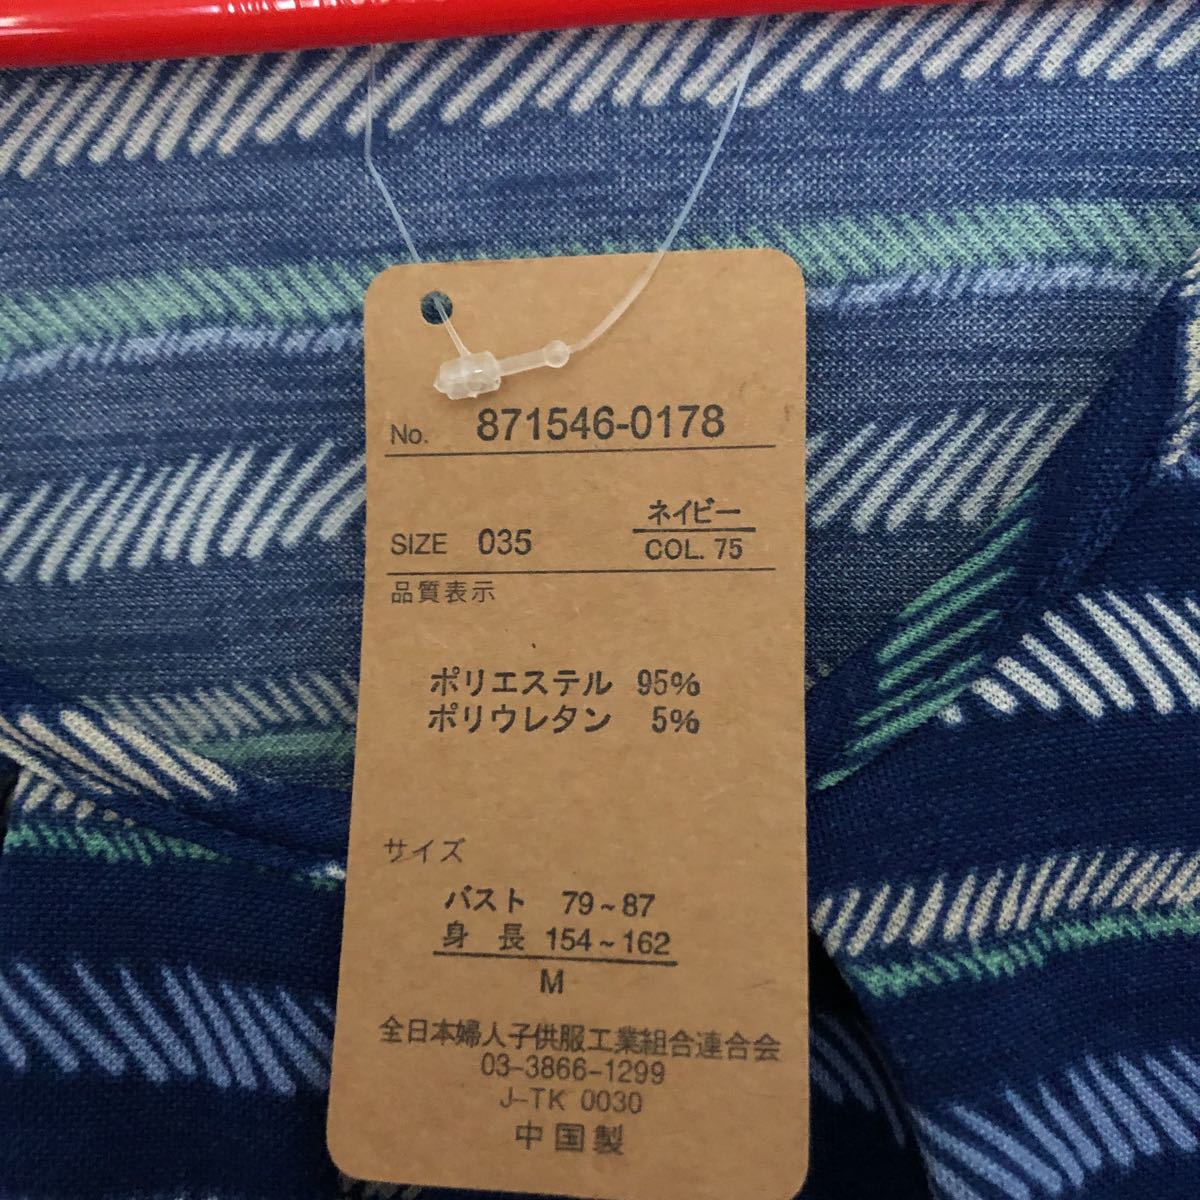 No. 871546-0178
ネイビー
SIZE 035 COL. 75
品質表示
ポリエステル 95%
ポリウレタン 5%
サイズ
バスト 79~87
身 長 154~162
M
全日本婦人子供服工業組合連合会
03-3866-1299
J-TK 0030
中国製